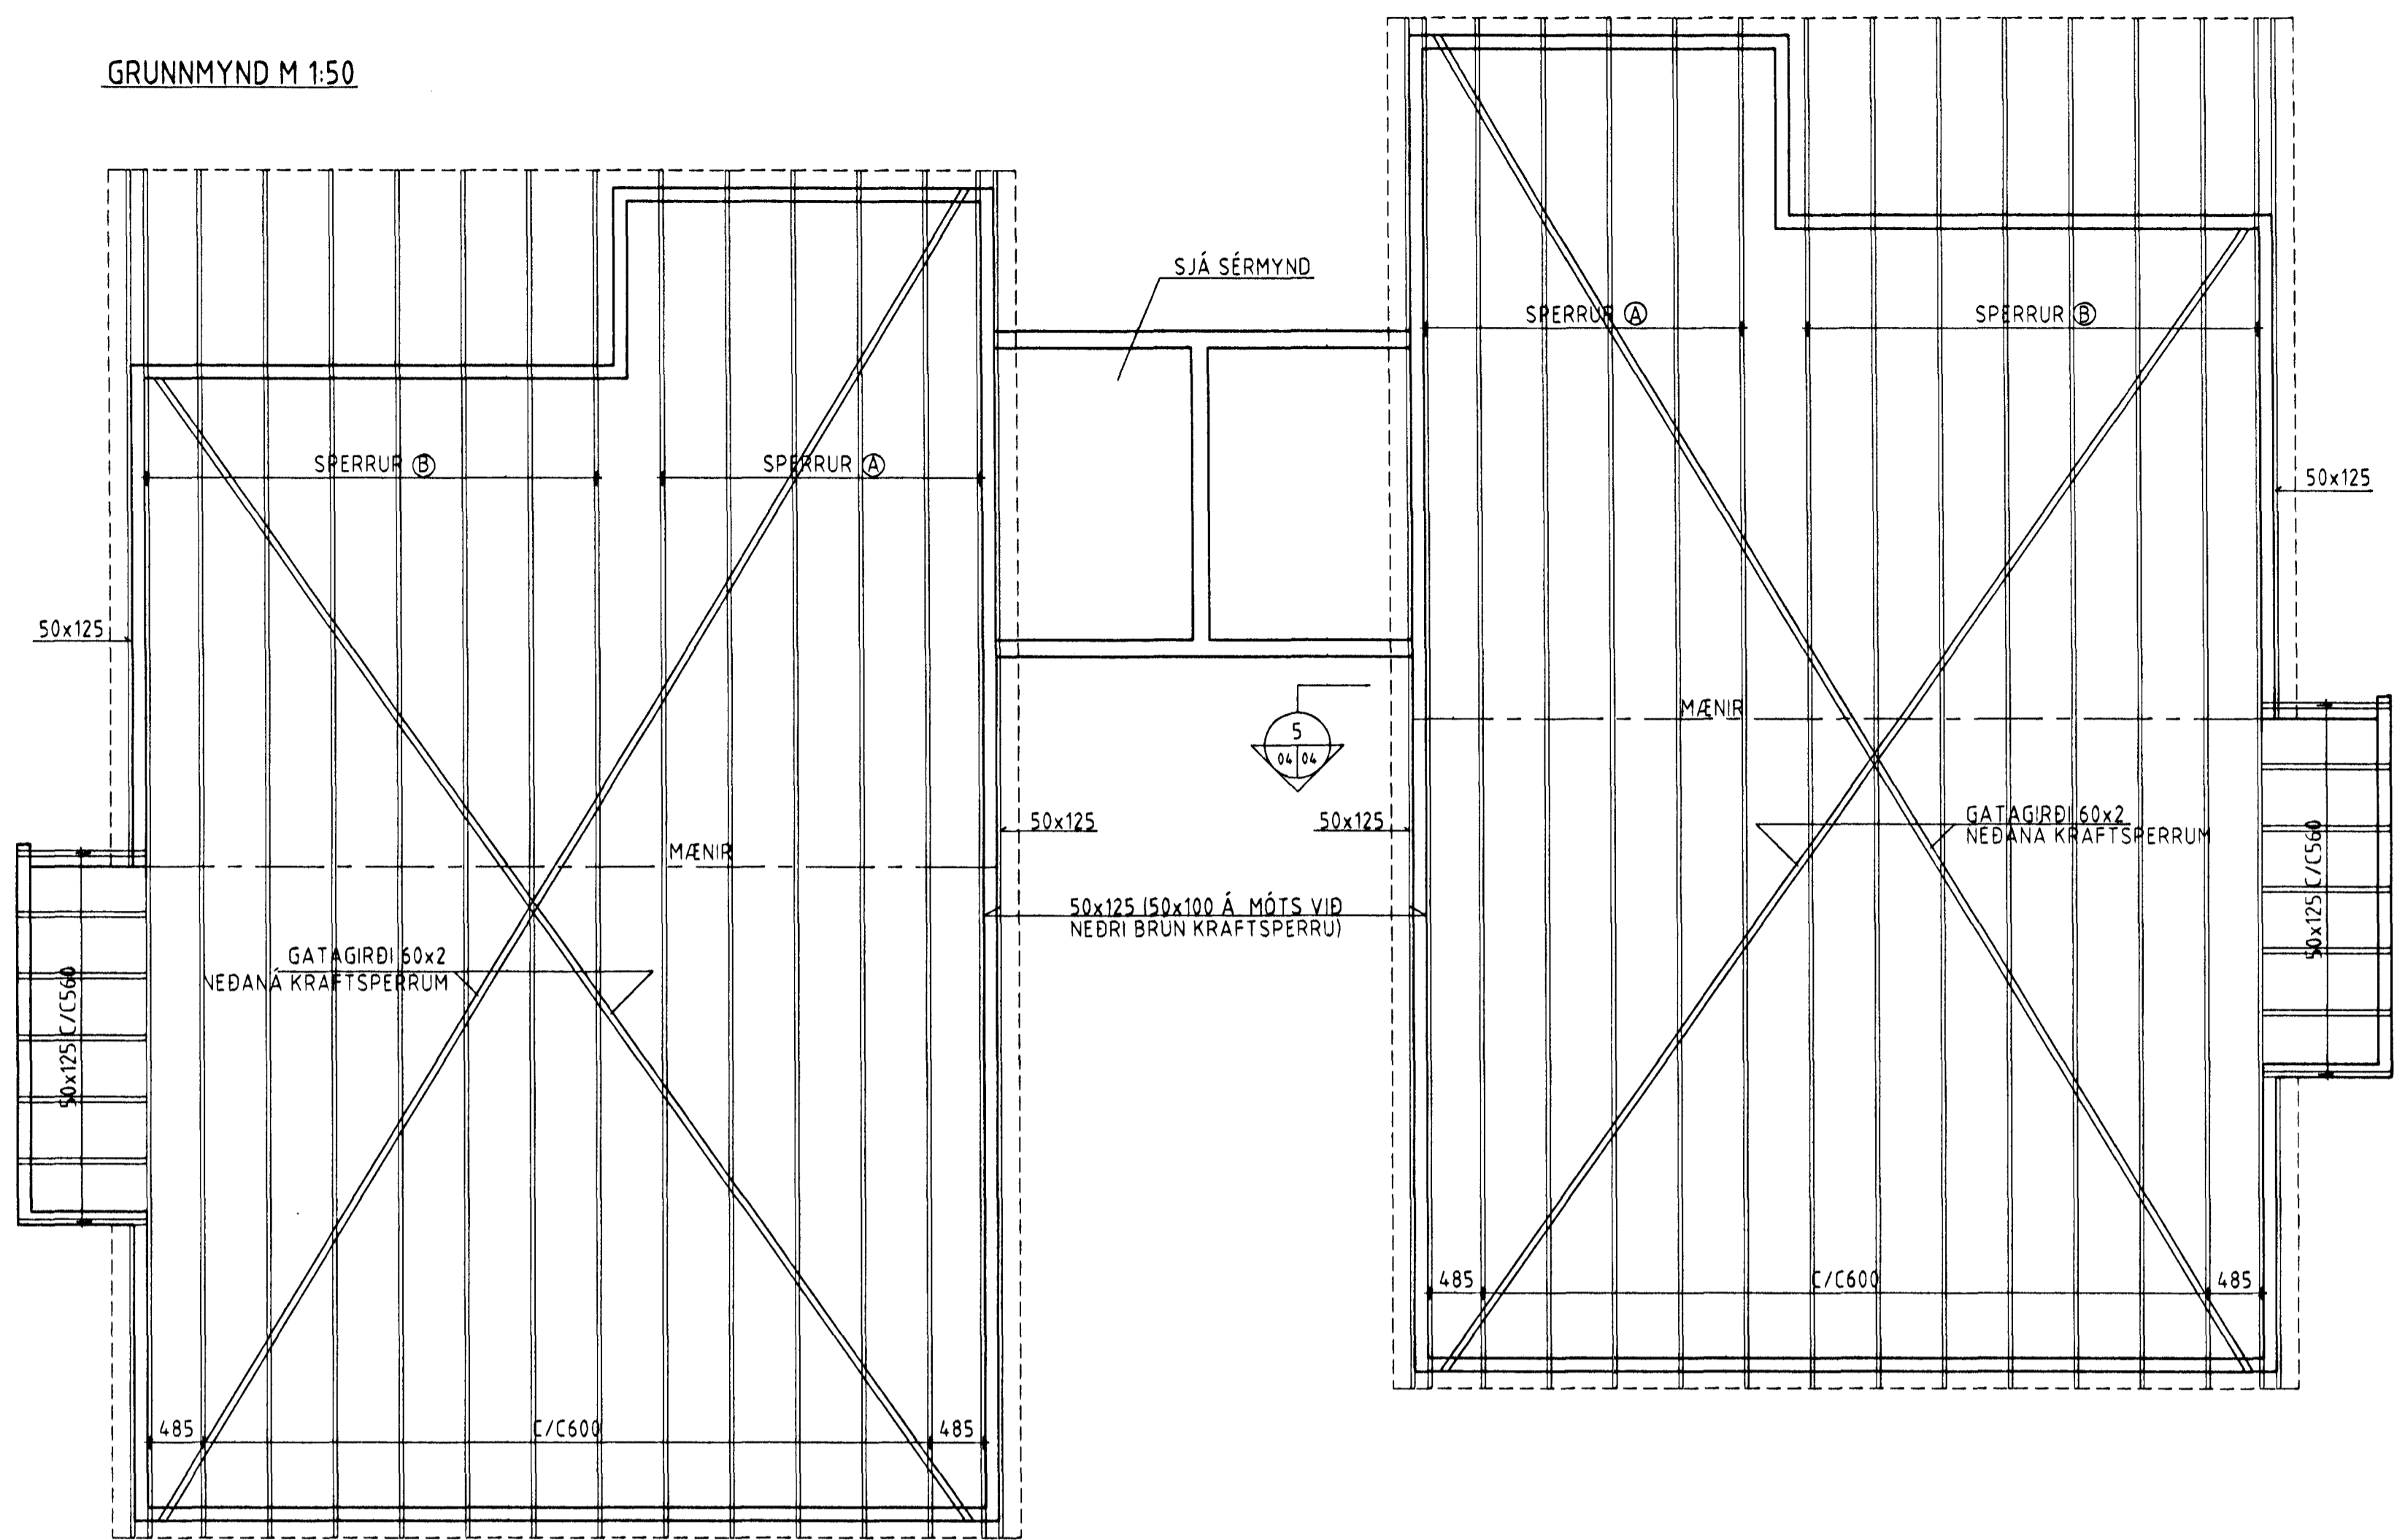 GRUNNMYND M 1:50
SJÁ SÉRMYND
SPERRUR Ⓐ
SPERRUR Ⓑ
SPERRUR Ⓑ
SPERRUR Ⓐ
50x125
50x125
MÆNIR
5
04 04
50x125
50x125
GATAGIRÐI 60x2
NEÐANÁ KRAFTSPERRUM
50x125 C/C560
MÆNIR
50x125 (50x100 Á MÓTS VIÐ
NEÐRI BRÚN KRAFTSPERRU)
GATAGIRÐI 60x2
NEÐANÁ KRAFTSPERRUM
50x125 C/C560
485
C/C600
485
485
C/C600
485